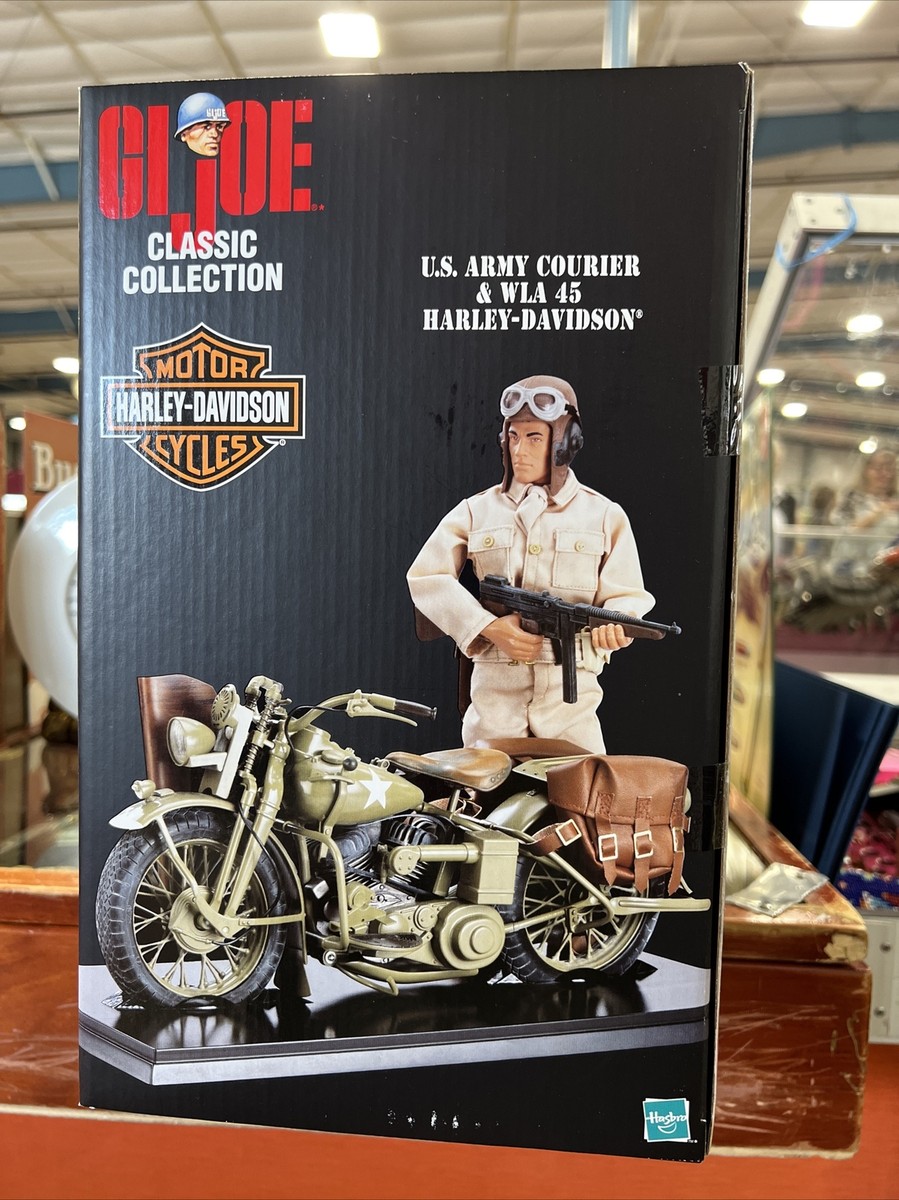 GI JOE
CLASSIC
COLLECTION
MOTOR
HARLEY-DAVIDSON
CYCLES
U.S. ARMY COURIER
& WLA 45
HARLEY-DAVIDSON®
Hasbro